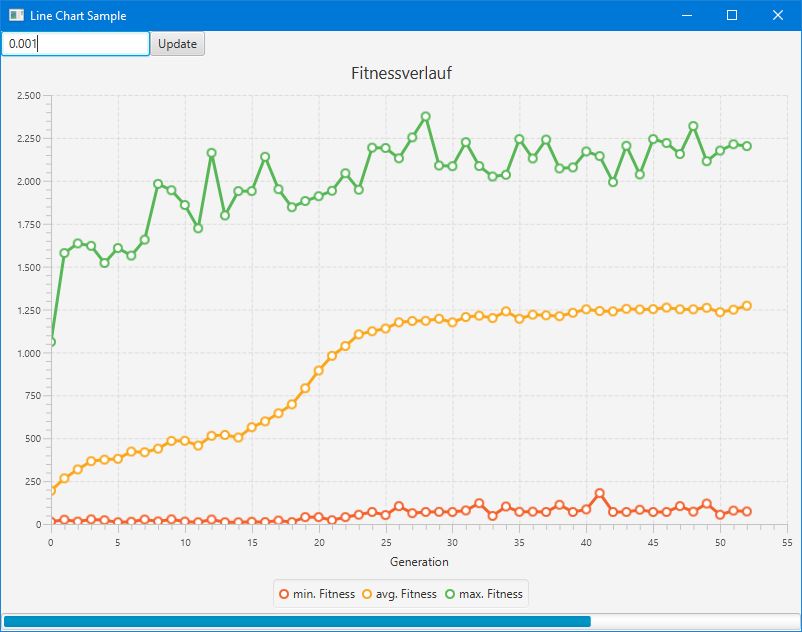 Line Chart Sample
0.001 Update
Fitnessverlauf
2.500
2.250
2.000
1.750
1.500
1.250
1.000
750
500
250
0
0 5 10 15 20 25 30 35 40 45 50 55
Generation
min. Fitness avg. Fitness max. Fitness